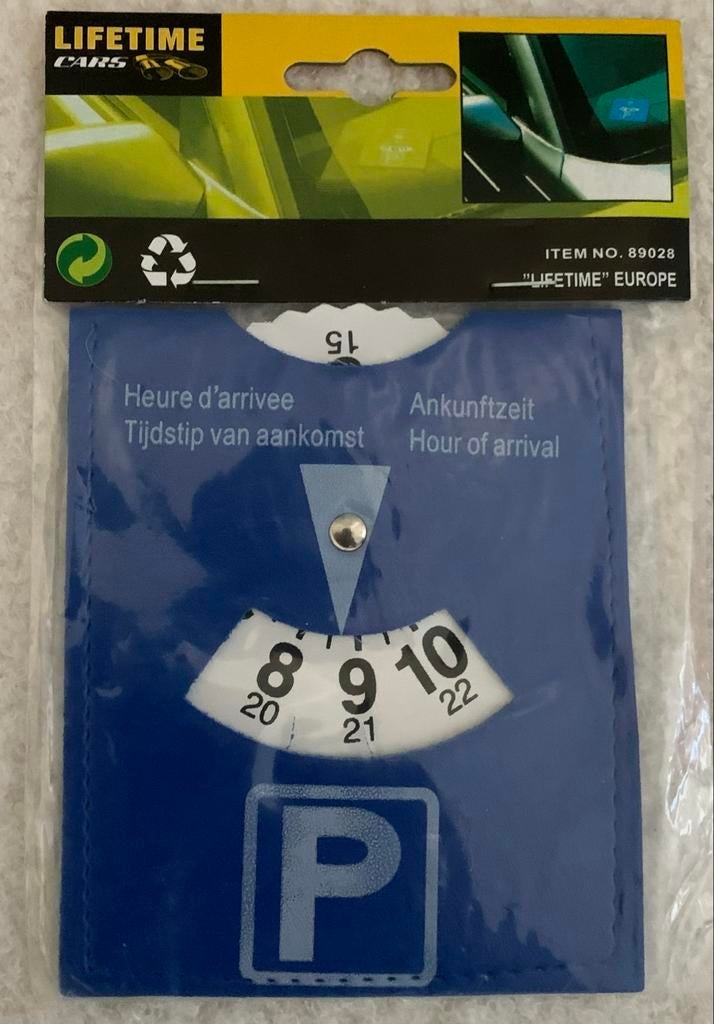 LIFETIME
CARS
ITEM NO. 89028
"LIFETIME" EUROPE
15
Heure d'arrivee
Tijdstip van aankomst
Ankunftzeit
Hour of arrival
8 9 10
20 21 22
P